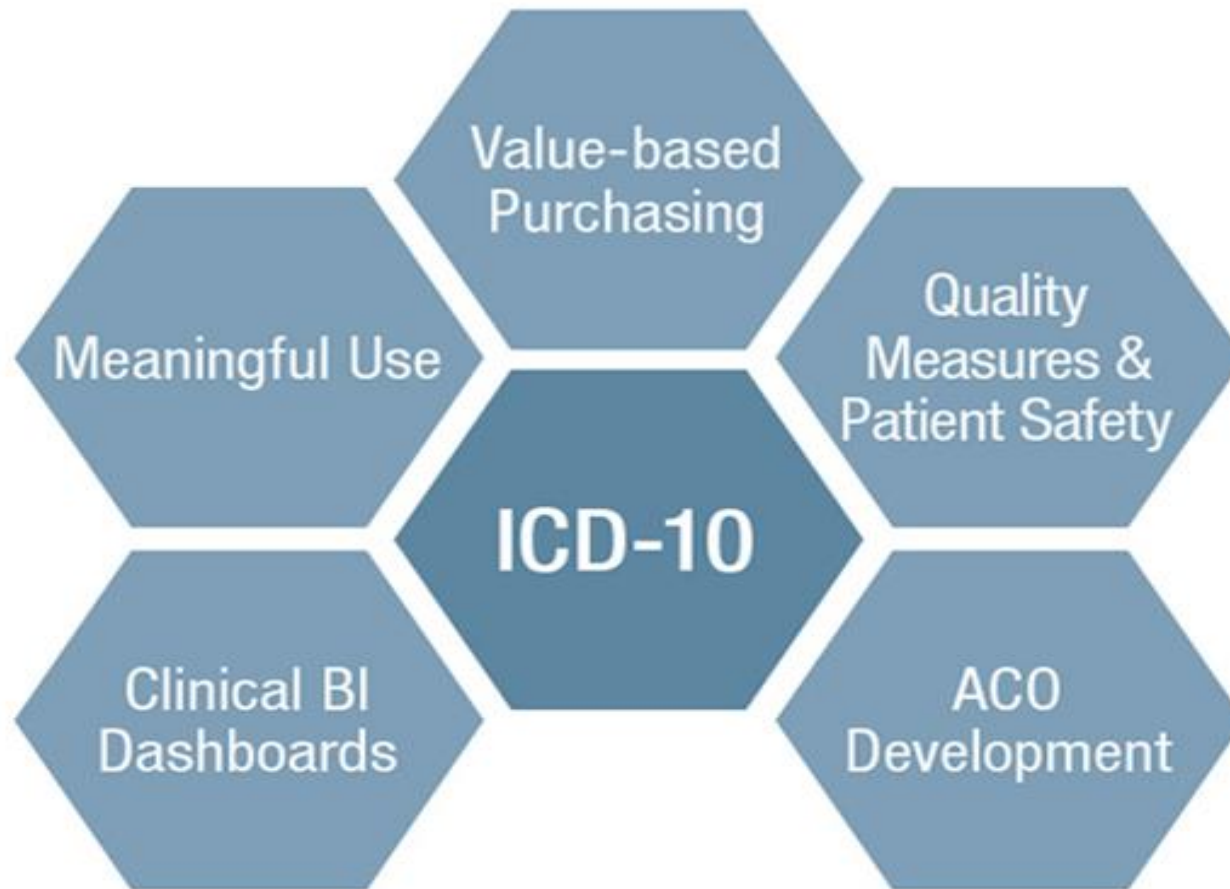 Value-based
Purchasing
Meaningful Use
Quality
Measures &
Patient Safety
ICD-10
Clinical BI
Dashboards
ACO
Development